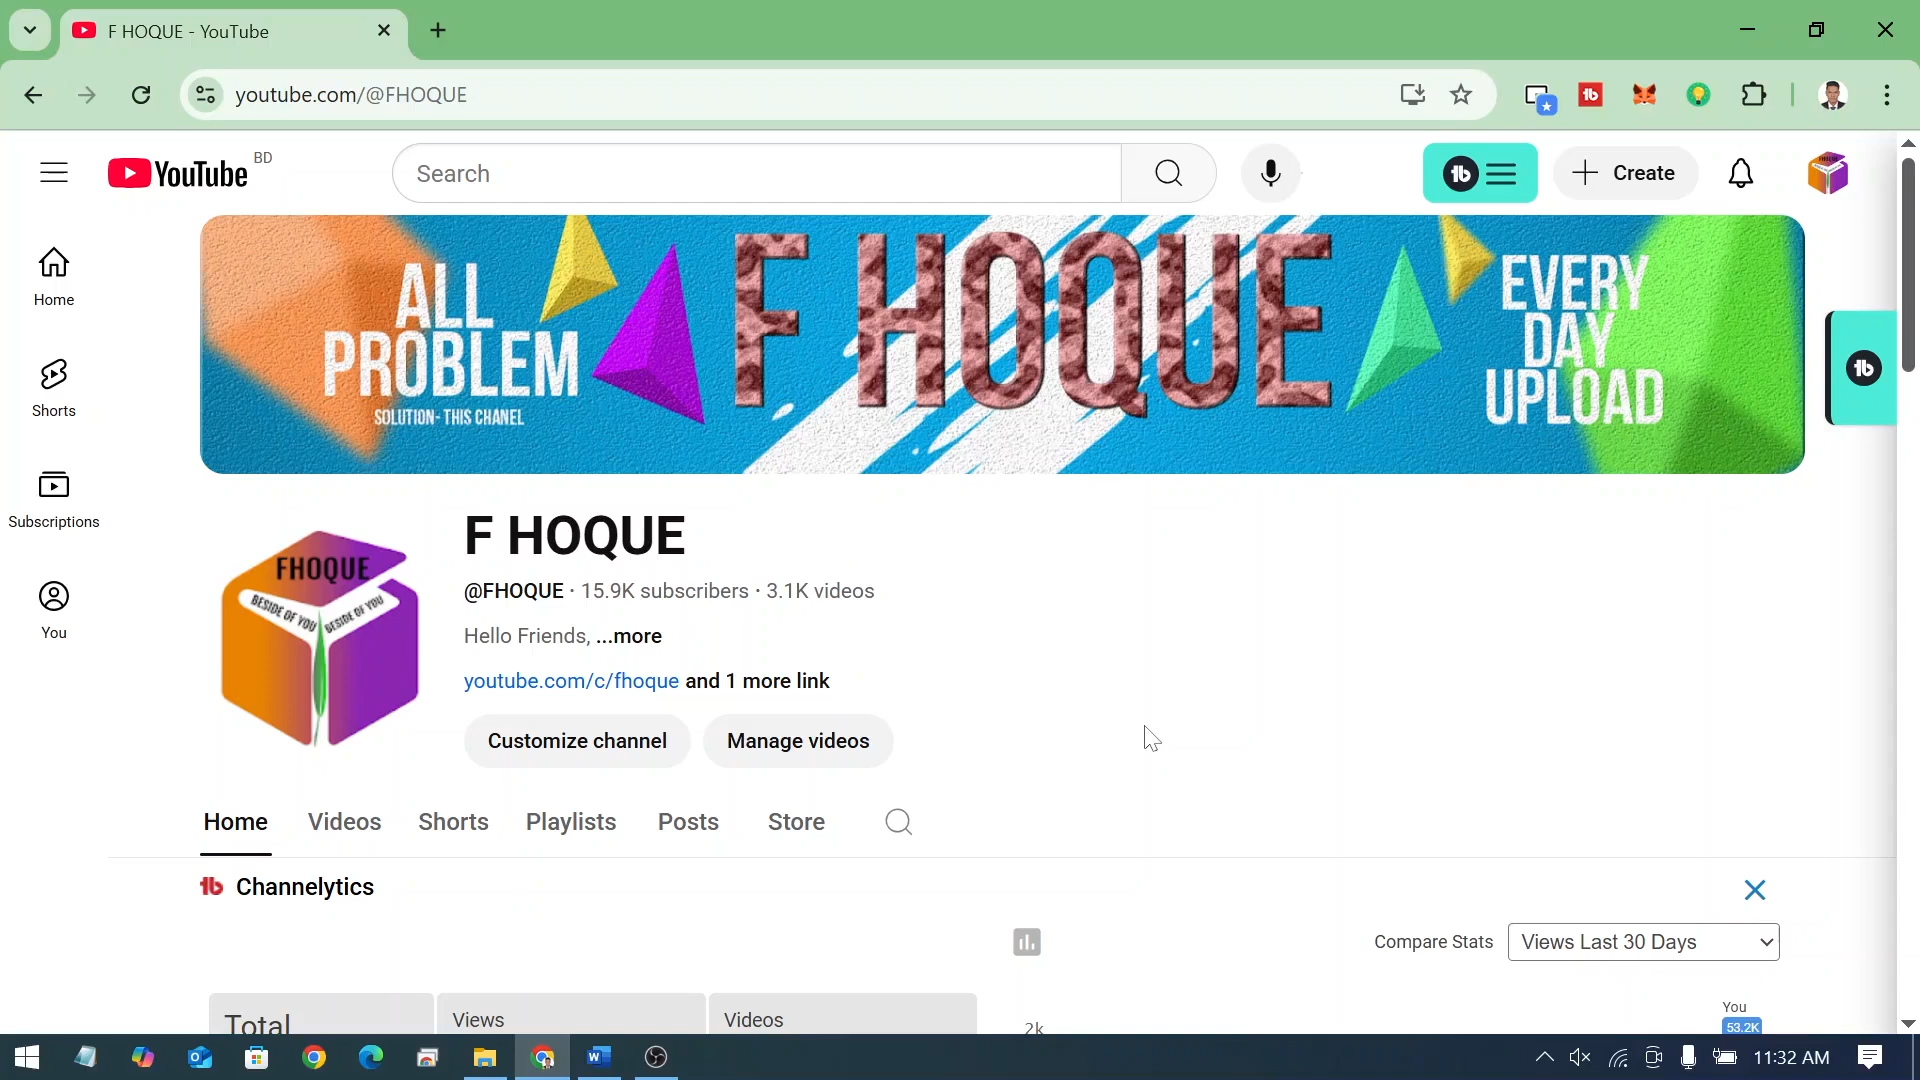 F HOQUE - YouTube
youtube.com/@FHOQUE
YouTube BD
Search
Create
ALL
PROBLEM
SOLUTION- THIS CHANEL
F HOQUE
EVERY
DAY
UPLOAD
Home
Shorts
Subscriptions
You
FHOQUE
BESIDE OF YOU
BESIDE OF YOU
F HOQUE
@FHOQUE · 15.9K subscribers · 3.1K videos
Hello Friends, ...more
youtube.com/c/fhoque and 1 more link
Customize channel
Manage videos
Home Videos Shorts Playlists Posts Store
Channelytics
Compare Stats
Views Last 30 Days
Total
Views
Videos
2k
You
53.2K
11:32 AM